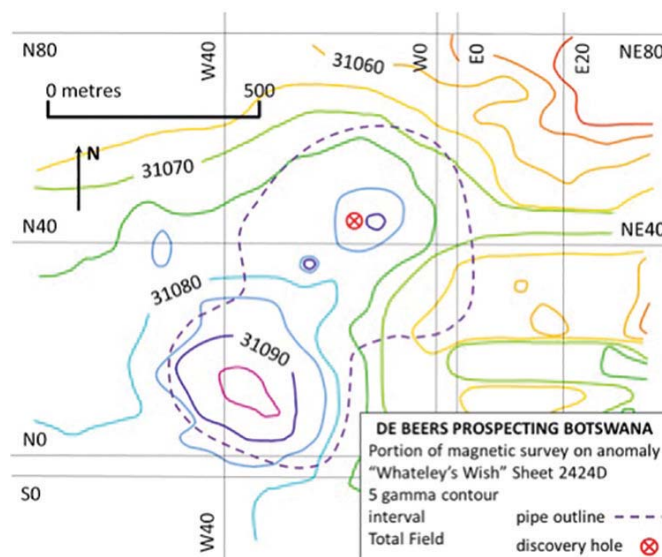 N80
W40
31060
W0
E0
E20
NE80
0 metres 500
N
31070
N40
NE40
31080
31090
N0
S0
W40
DE BEERS PROSPECTING BOTSWANA
Portion of magnetic survey on anomaly
"Whateley's Wish" Sheet 2424D
5 gamma contour
interval
pipe outline
Total Field
discovery hole